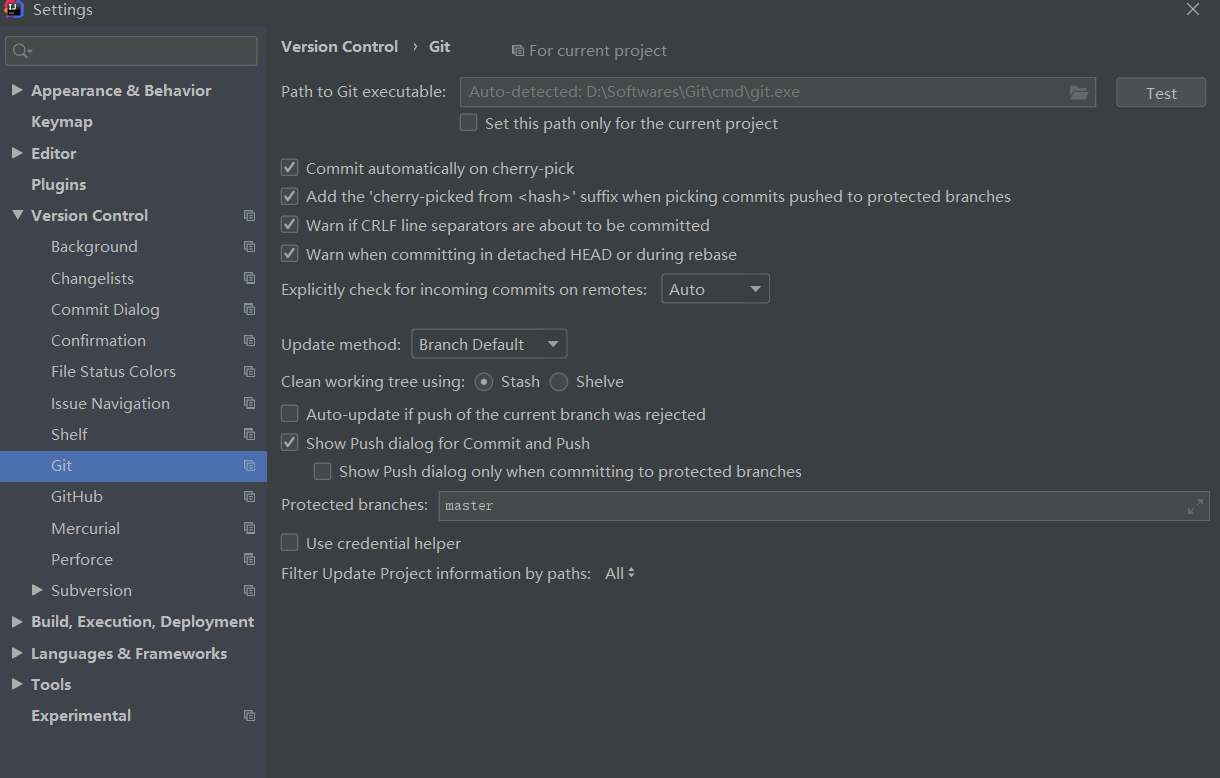 Settings
Appearance & Behavior
Keymap
Editor
Plugins
Version Control
Background
Changelists
Commit Dialog
Confirmation
File Status Colors
Issue Navigation
Shelf
Git
GitHub
Mercurial
Perforce
Subversion
Build, Execution, Deployment
Languages & Frameworks
Tools
Experimental
Version Control › Git For current project
Path to Git executable: Auto-detected: D:\Softwares\Git\cmd\git.exe Test
Set this path only for the current project
Commit automatically on cherry-pick
Add the 'cherry-picked from <hash>' suffix when picking commits pushed to protected branches
Warn if CRLF line separators are about to be committed
Warn when committing in detached HEAD or during rebase
Explicitly check for incoming commits on remotes: Auto
Update method: Branch Default
Clean working tree using: Stash Shelve
Auto-update if push of the current branch was rejected
Show Push dialog for Commit and Push
Show Push dialog only when committing to protected branches
Protected branches: master
Use credential helper
Filter Update Project information by paths: All